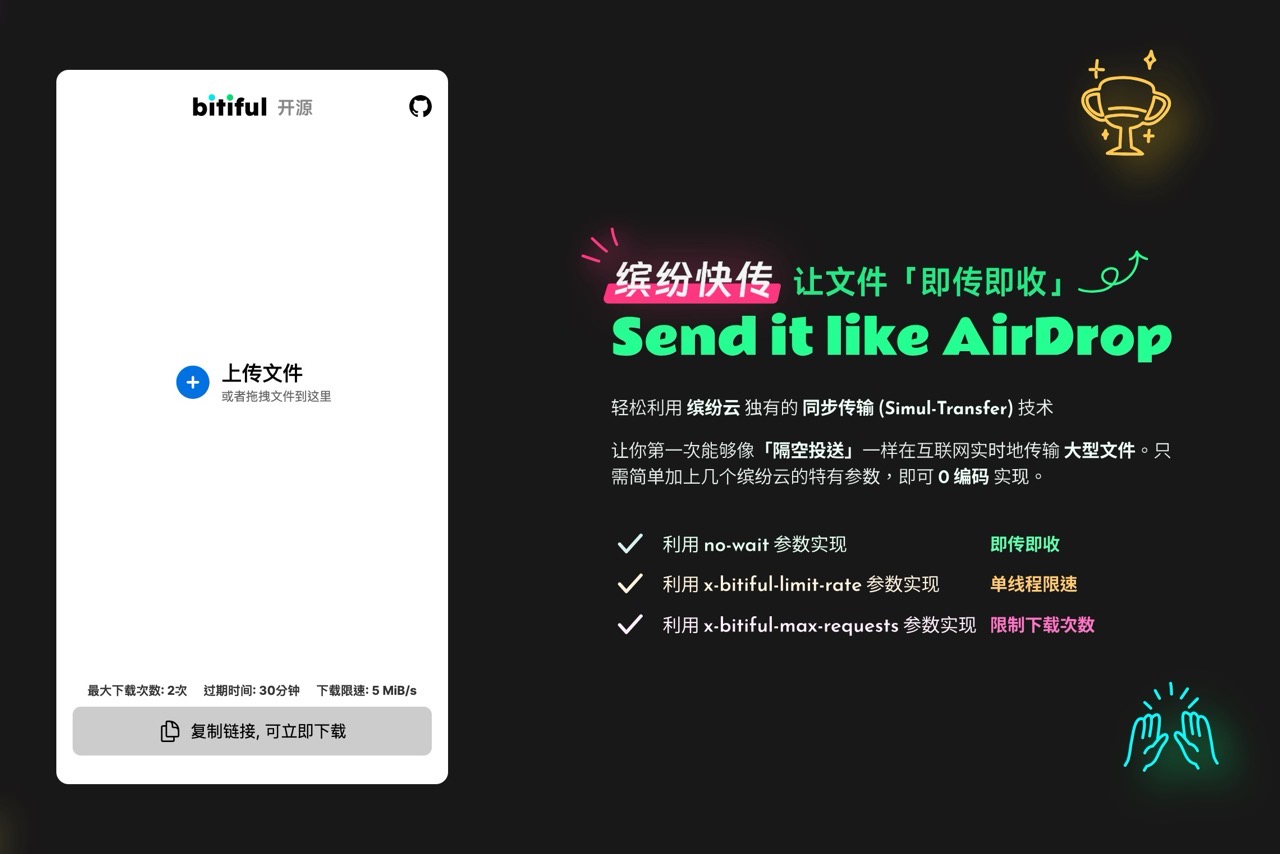 bitiful 开源
上传文件
或者拖拽文件到这里
最大下载次数: 2次 过期时间: 30分钟 下载限速: 5 MiB/s
复制链接, 可立即下载
缤纷快传 让文件「即传即收」
Send it like AirDrop
轻松利用 缤纷云 独有的 同步传输 (Simul-Transfer) 技术
让你第一次能够像「隔空投送」一样在互联网实时地传输 大型文件。只
需简单加上几个缤纷云的特有参数，即可 0 编码 实现。
利用 no-wait 参数实现 即传即收
利用 x-bitiful-limit-rate 参数实现 单线程限速
利用 x-bitiful-max-requests 参数实现 限制下载次数